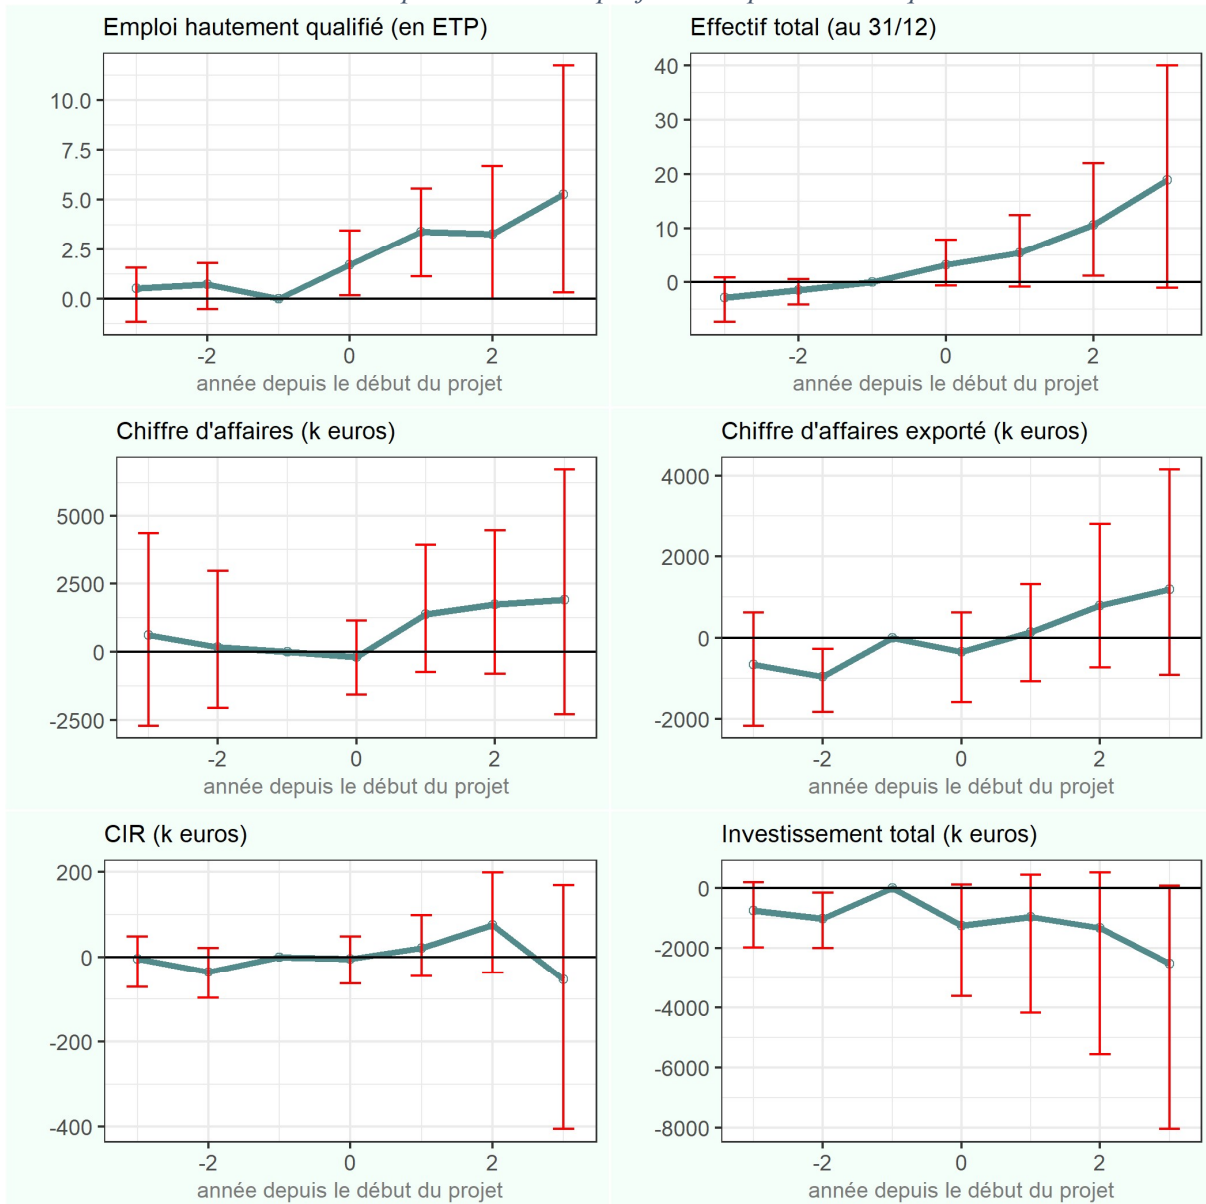 Emploi hautement qualifié (en ETP)
10.0
7.5
5.0
2.5
0.0
-2 0 2
année depuis le début du projet
Effectif total (au 31/12)
40
30
20
10
0
-2 0 2
année depuis le début du projet
Chiffre d'affaires (k euros)
5000
2500
0
-2500
-2 0 2
année depuis le début du projet
Chiffre d'affaires exporté (k euros)
4000
2000
0
-2000
-2 0 2
année depuis le début du projet
CIR (k euros)
200
0
-200
-400
-2 0 2
année depuis le début du projet
Investissement total (k euros)
0
-2000
-4000
-6000
-8000
-2 0 2
année depuis le début du projet